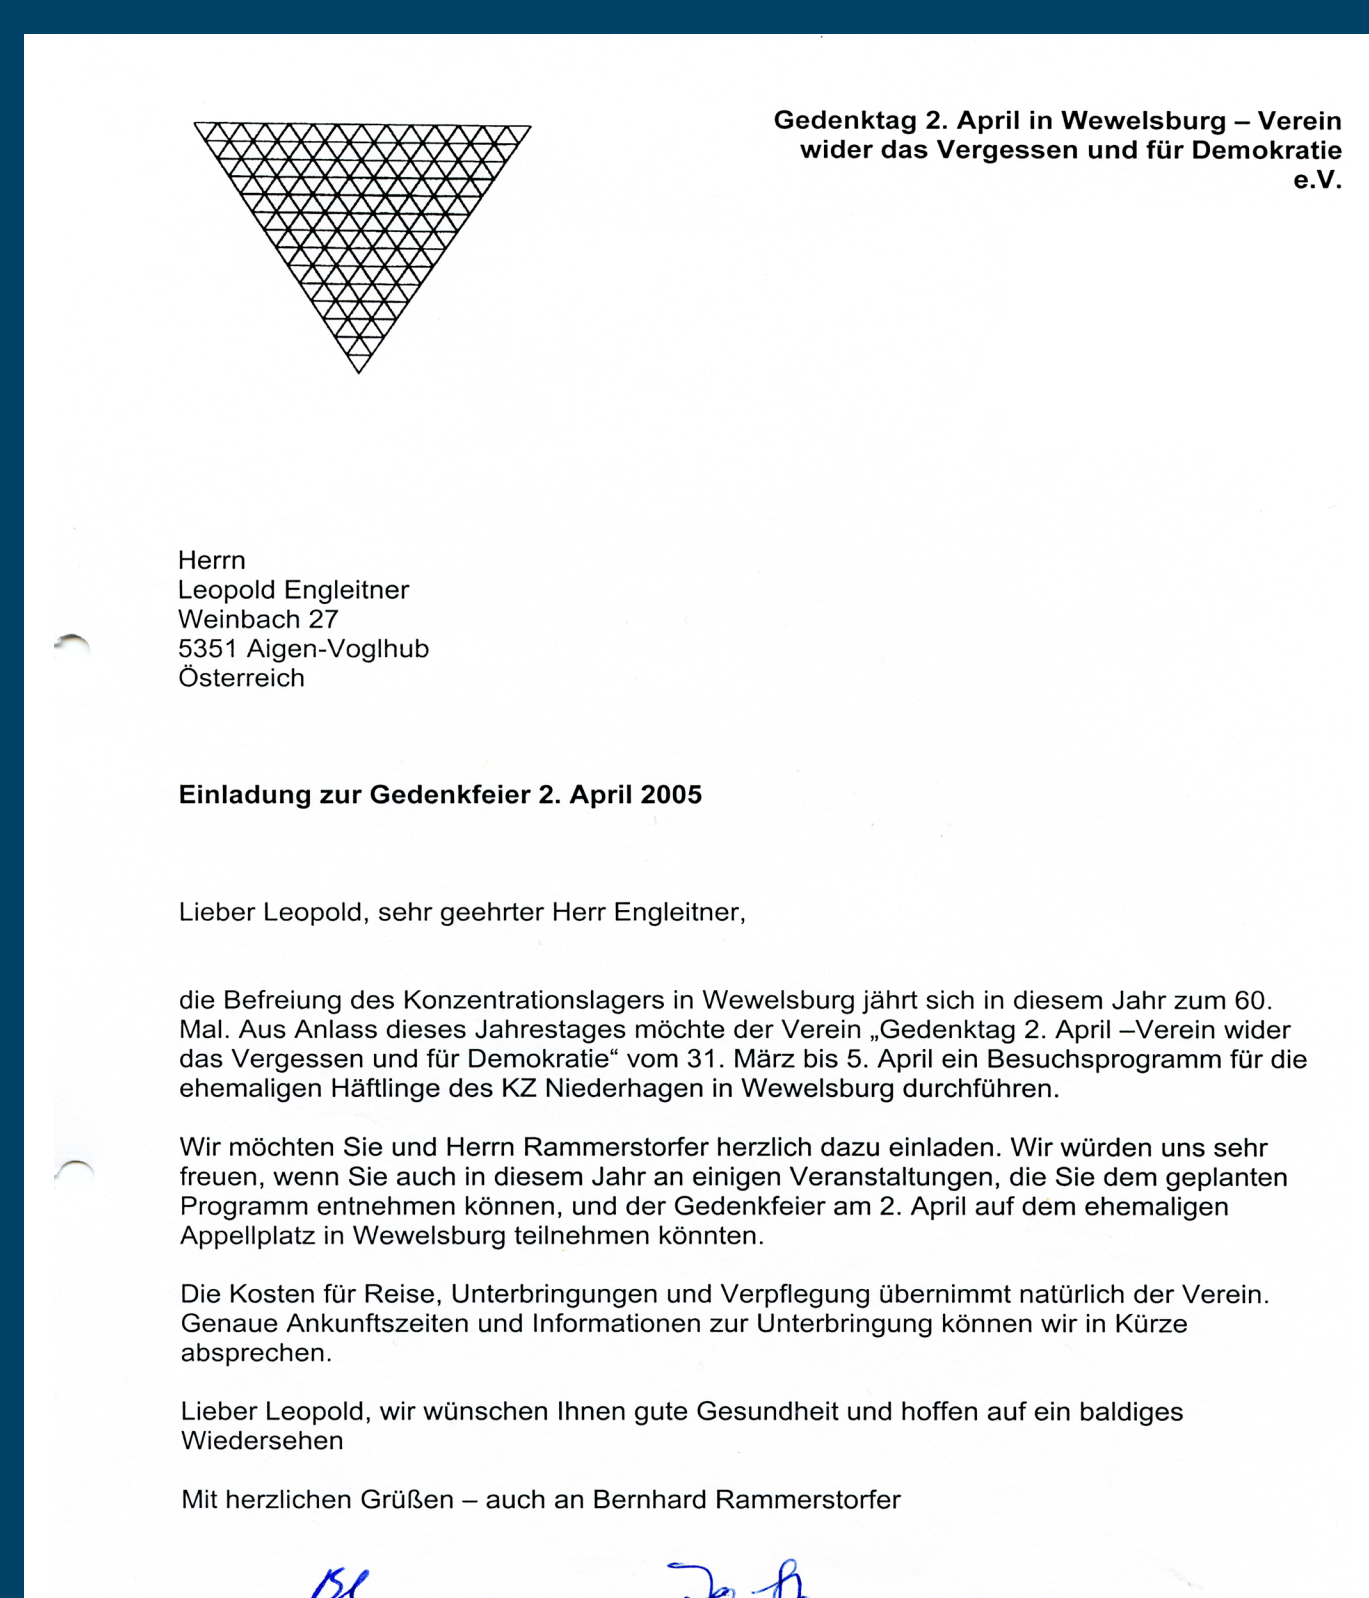 Gedenktag 2. April in Wewelsburg – Verein
wider das Vergessen und für Demokratie
e.V.
Herrn
Leopold Engleitner
Weinbach 27
5351 Aigen-Voglhub
Österreich
Einladung zur Gedenkfeier 2. April 2005
Lieber Leopold, sehr geehrter Herr Engleitner,
die Befreiung des Konzentrationslagers in Wewelsburg jährt sich in diesem Jahr zum 60.
Mal. Aus Anlass dieses Jahrestages möchte der Verein „Gedenktag 2. April –Verein wider
das Vergessen und für Demokratie“ vom 31. März bis 5. April ein Besuchsprogramm für die
ehemaligen Häftlinge des KZ Niederhagen in Wewelsburg durchführen.
Wir möchten Sie und Herrn Rammerstorfer herzlich dazu einladen. Wir würden uns sehr
freuen, wenn Sie auch in diesem Jahr an einigen Veranstaltungen, die Sie dem geplanten
Programm entnehmen können, und der Gedenkfeier am 2. April auf dem ehemaligen
Appellplatz in Wewelsburg teilnehmen könnten.
Die Kosten für Reise, Unterbringungen und Verpflegung übernimmt natürlich der Verein.
Genaue Ankunftszeiten und Informationen zur Unterbringung können wir in Kürze
absprechen.
Lieber Leopold, wir wünschen Ihnen gute Gesundheit und hoffen auf ein baldiges
Wiedersehen
Mit herzlichen Grüßen – auch an Bernhard Rammerstorfer